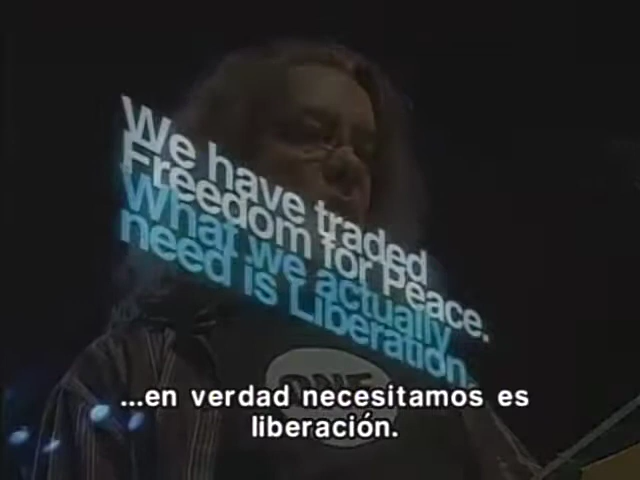 We have traded
Freedom for Peace.
What we actually
need is Liberation.
ONE
...en verdad necesitamos es
liberación.